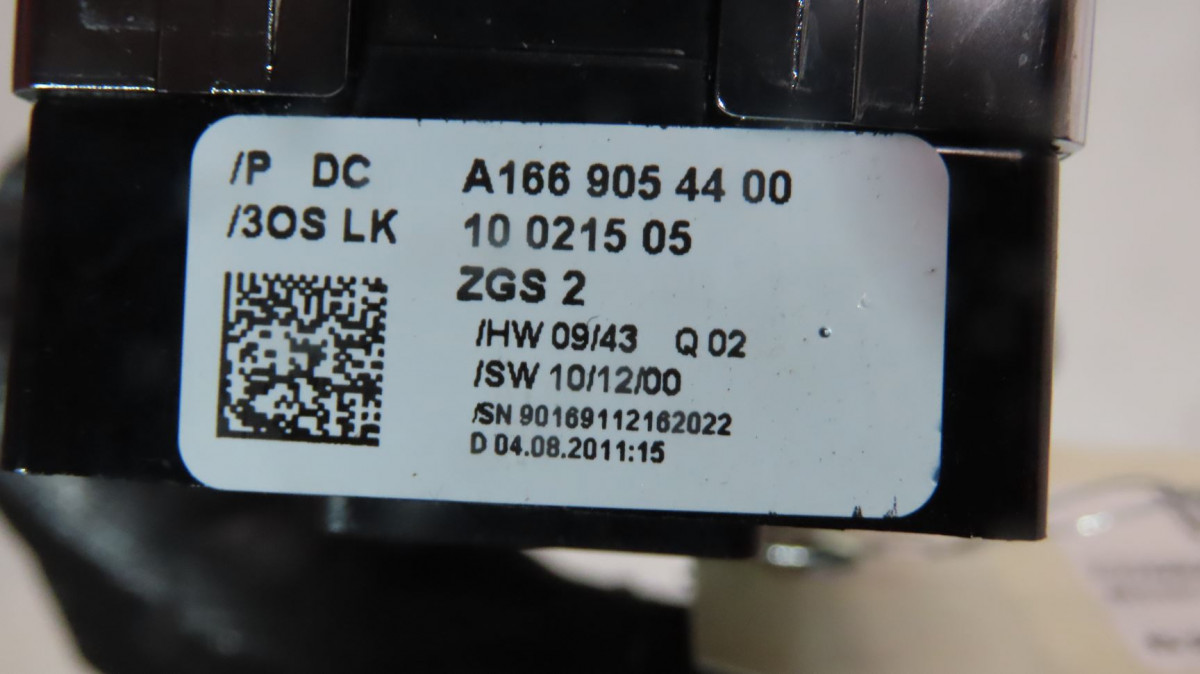 /P DC A166 905 44 00
/3OS LK 10 0215 05
ZGS 2
/HW 09/43 Q 02
/SW 10/12/00
/SN 90169112162022
D 04.08.2011:15